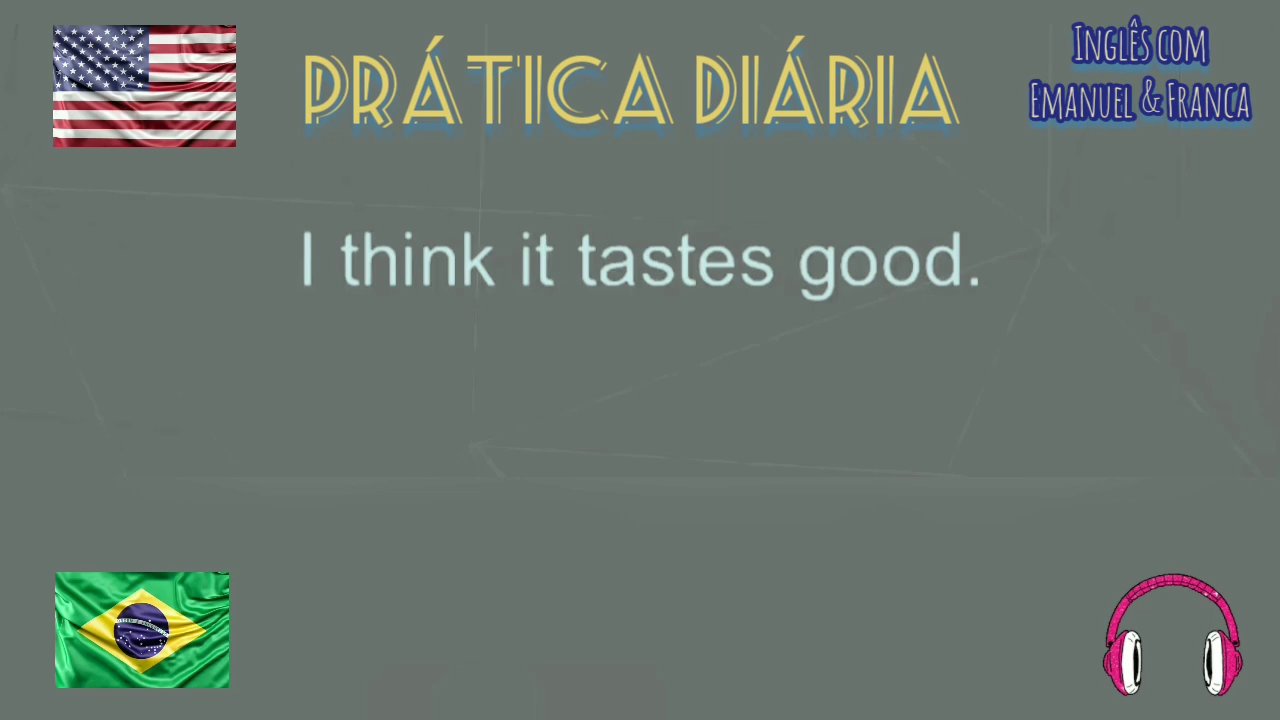 PRÁTICA DIÁRIA
Inglês com
Emanuel & Franca
I think it tastes good.